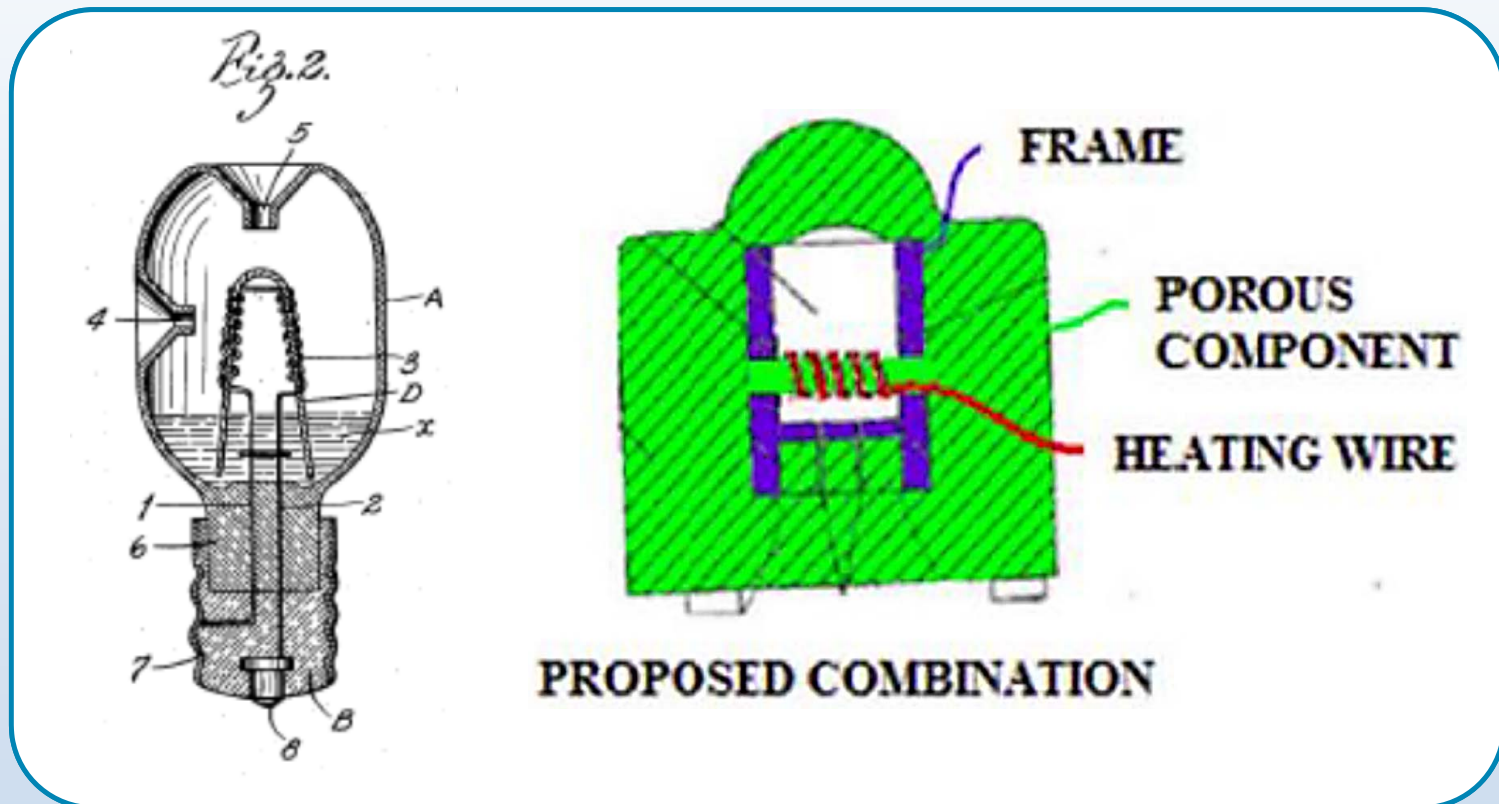 Fig. 2.
5
A
4
3
D
x
1
2
6
7
B
8
FRAME
POROUS
COMPONENT
HEATING WIRE
PROPOSED COMBINATION